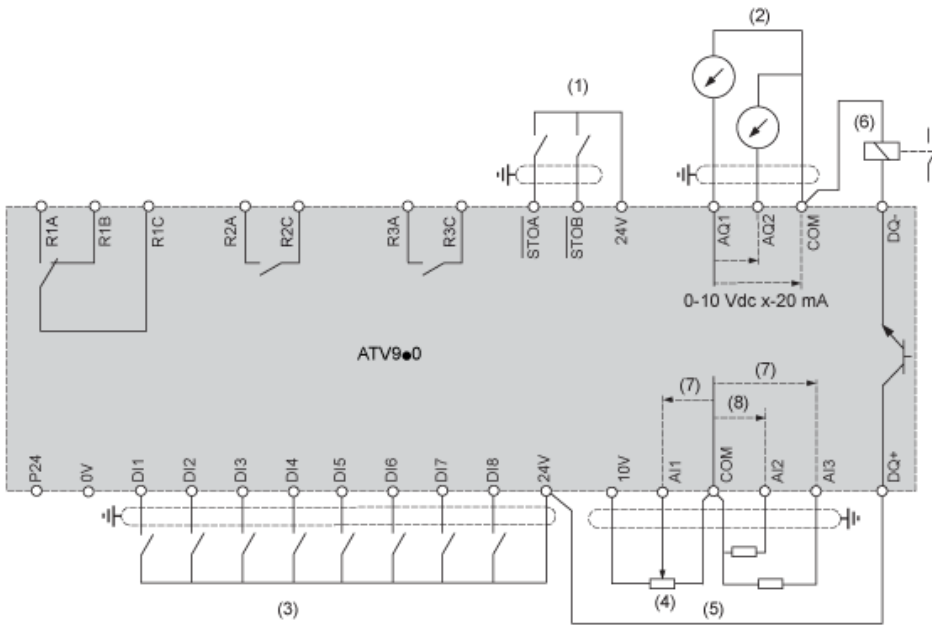 (2)
(1)
(6)
R1A
R1B
R1C
R2A
R2C
R3A
R3C
STOA
STOB
24V
AQ1
AQ2
COM
DQ-
0-10 Vdc x-20 mA
ATV9●0
(7)
(7)
(8)
P24
0V
DI1
DI2
DI3
DI4
DI5
DI6
DI7
DI8
24V
10V
AI1
COM
AI2
AI3
DQ+
(3)
(4)
(5)